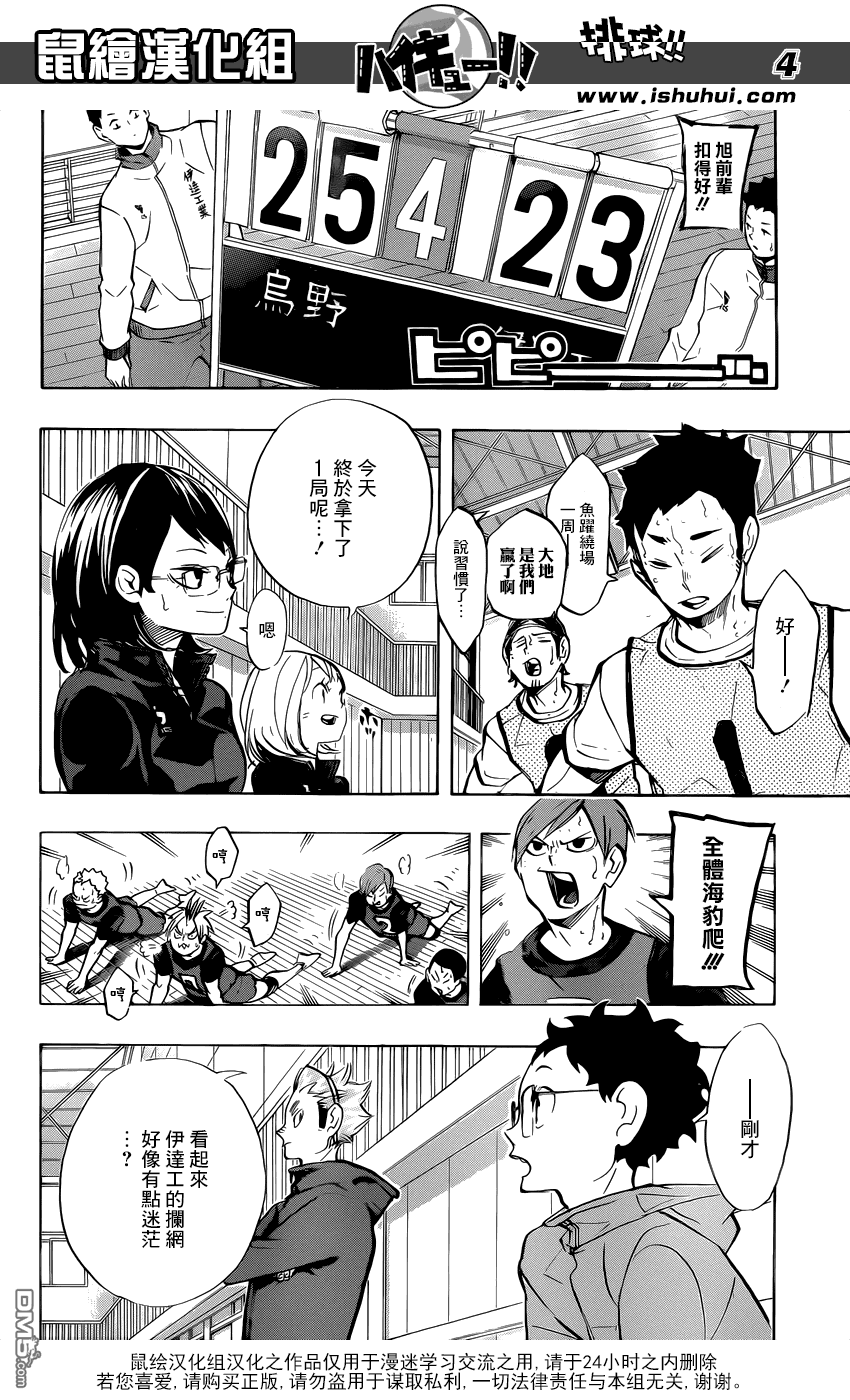 鼠繪漢化組
ハイキュー!!
排球!!
4
www.ishuhui.com
旭前輩
扣得好!!
伊達工業
25 4 23
烏野
ピピー
魚躍繞場
一周—
大地
是我們
贏了啊
說習慣了…
好——!
今天
終於拿下了
1局呢…!
嗯
全體海豹爬!!!
哼
哼
哼
——剛才
看起來
伊達工的攔網
好像有點迷茫
…?
DM5.com
鼠绘汉化组汉化之作品仅用于漫迷学习交流之用, 请于24小时之内删除
若您喜爱, 请购买正版, 请勿盗用于谋取私利, 一切法律责任与本组无关, 谢谢。